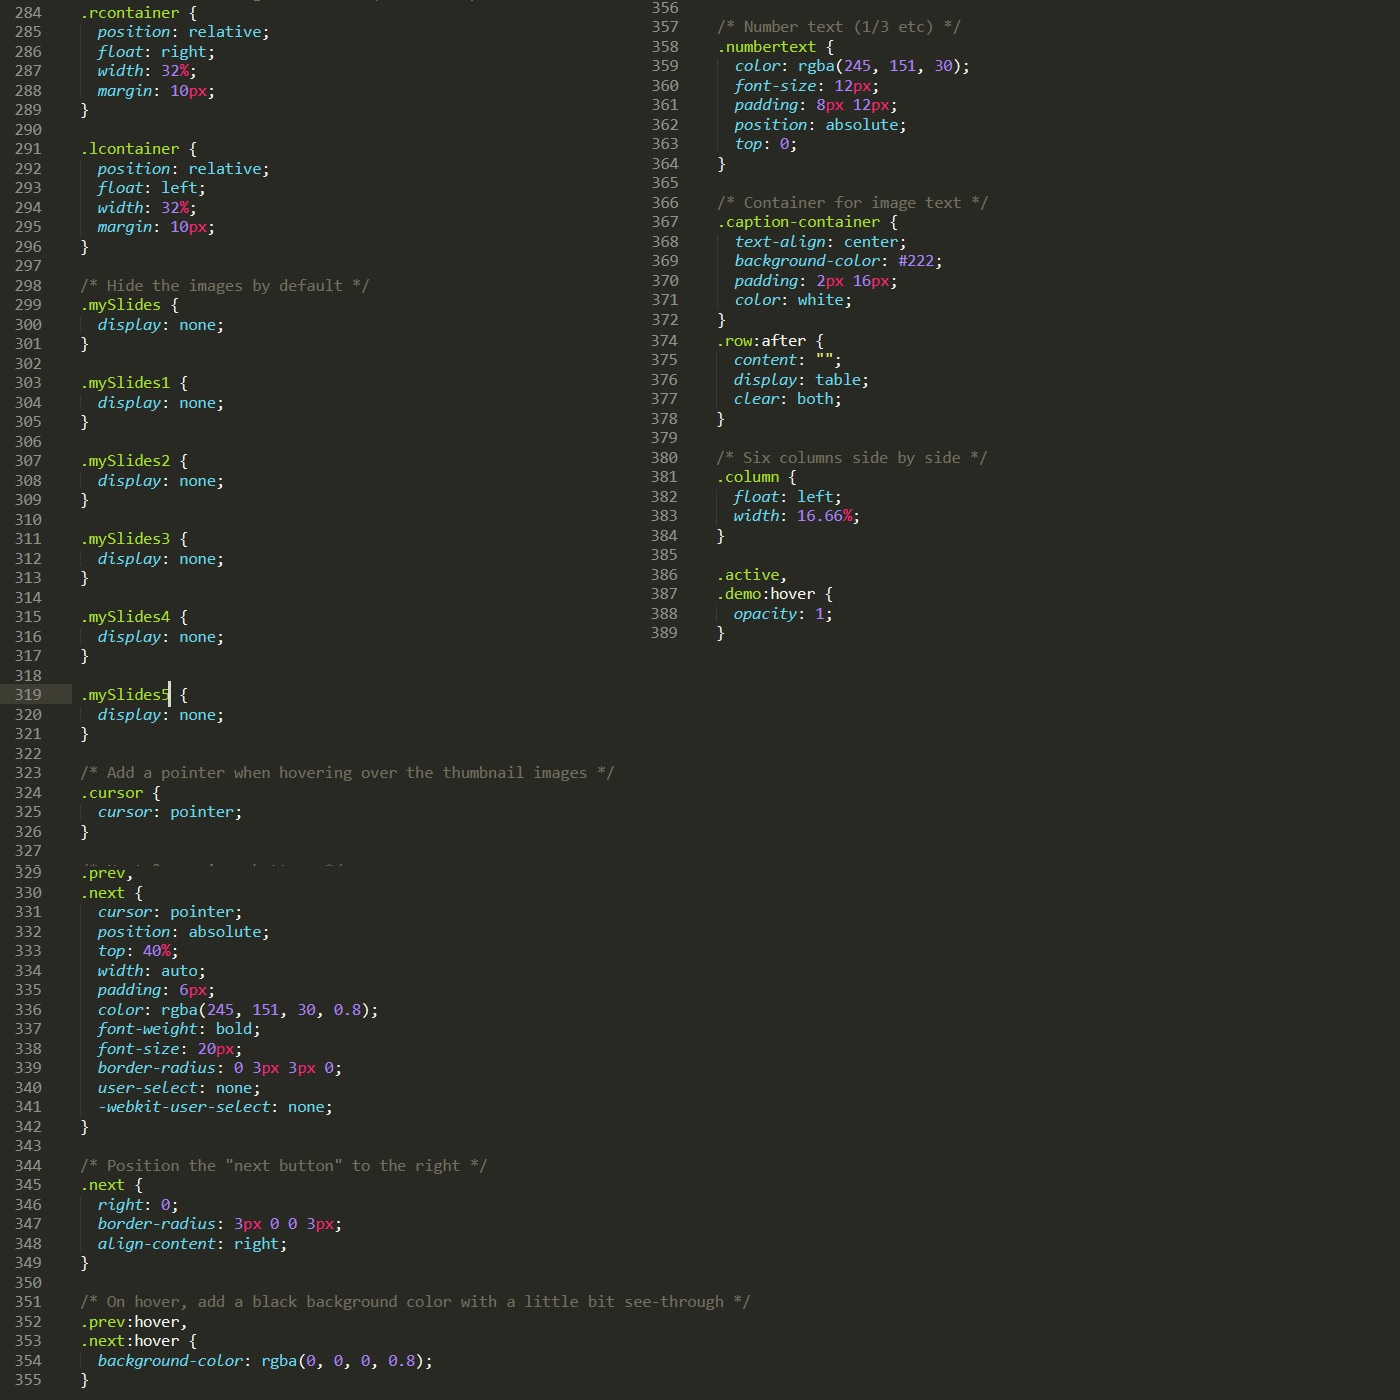 284 .rcontainer {
285 position: relative;
286 float: right;
287 width: 32%;
288 margin: 10px;
289 }
290
291 .lcontainer {
292 position: relative;
293 float: left;
294 width: 32%;
295 margin: 10px;
296 }
297
298 /* Hide the images by default */
299 .mySlides {
300 display: none;
301 }
302
303 .mySlides1 {
304 display: none;
305 }
306
307 .mySlides2 {
308 display: none;
309 }
310
311 .mySlides3 {
312 display: none;
313 }
314
315 .mySlides4 {
316 display: none;
317 }
318
319 .mySlides5 {
320 display: none;
321 }
322
323 /* Add a pointer when hovering over the thumbnail images */
324 .cursor {
325 cursor: pointer;
326 }
327
329 .prev,
330 .next {
331 cursor: pointer;
332 position: absolute;
333 top: 40%;
334 width: auto;
335 padding: 6px;
336 color: rgba(245, 151, 30, 0.8);
337 font-weight: bold;
338 font-size: 20px;
339 border-radius: 0 3px 3px 0;
340 user-select: none;
341 -webkit-user-select: none;
342 }
343
344 /* Position the "next button" to the right */
345 .next {
346 right: 0;
347 border-radius: 3px 0 0 3px;
348 align-content: right;
349 }
350
351 /* On hover, add a black background color with a little bit see-through */
352 .prev:hover,
353 .next:hover {
354 background-color: rgba(0, 0, 0, 0.8);
355 }
356
357 /* Number text (1/3 etc) */
358 .numbertext {
359 color: rgba(245, 151, 30);
360 font-size: 12px;
361 padding: 8px 12px;
362 position: absolute;
363 top: 0;
364 }
365
366 /* Container for image text */
367 .caption-container {
368 text-align: center;
369 background-color: #222;
370 padding: 2px 16px;
371 color: white;
372 }
374 .row:after {
375 content: "";
376 display: table;
377 clear: both;
378 }
379
380 /* Six columns side by side */
381 .column {
382 float: left;
383 width: 16.66%;
384 }
385
386 .active,
387 .demo:hover {
388 opacity: 1;
389 }